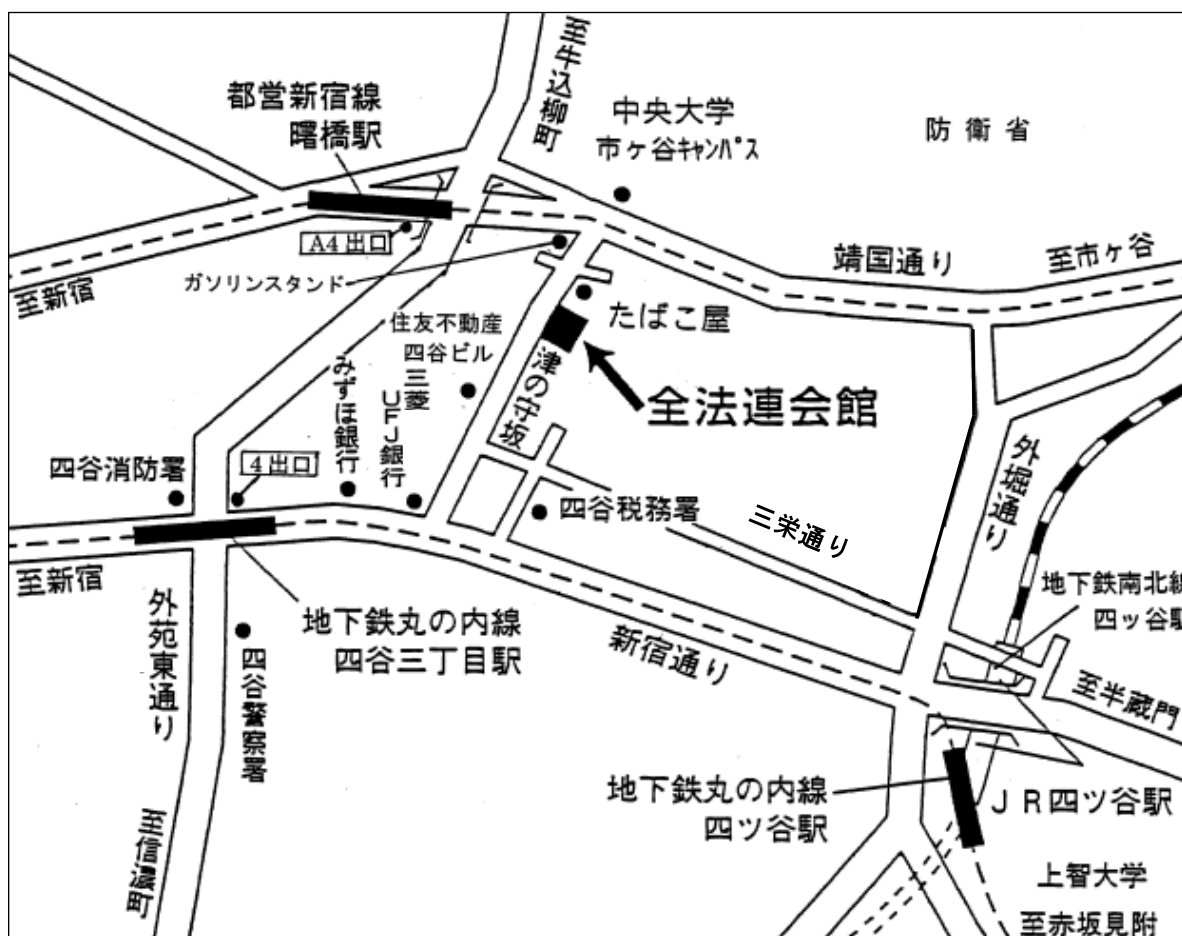 至牛込柳町
都営新宿線
曙橋駅
中央大学
市ヶ谷ｷｬﾝﾊﾟｽ
防衛省
A4出口
靖国通り
至市ヶ谷
至新宿
ガソリンスタンド
たばこ屋
住友不動産
四谷ビル
津の守坂
全法連会館
三菱
UFJ銀行
みずほ銀行
外堀通り
四谷消防署
4出口
四谷税務署
三栄通り
至新宿
地下鉄南北線
四ッ谷駅
外苑東通り
地下鉄丸の内線
四谷三丁目駅
新宿通り
四谷警察署
至半蔵門
地下鉄丸の内線
四ツ谷駅
ＪＲ四ツ谷駅
至信濃町
上智大学
至赤坂見附